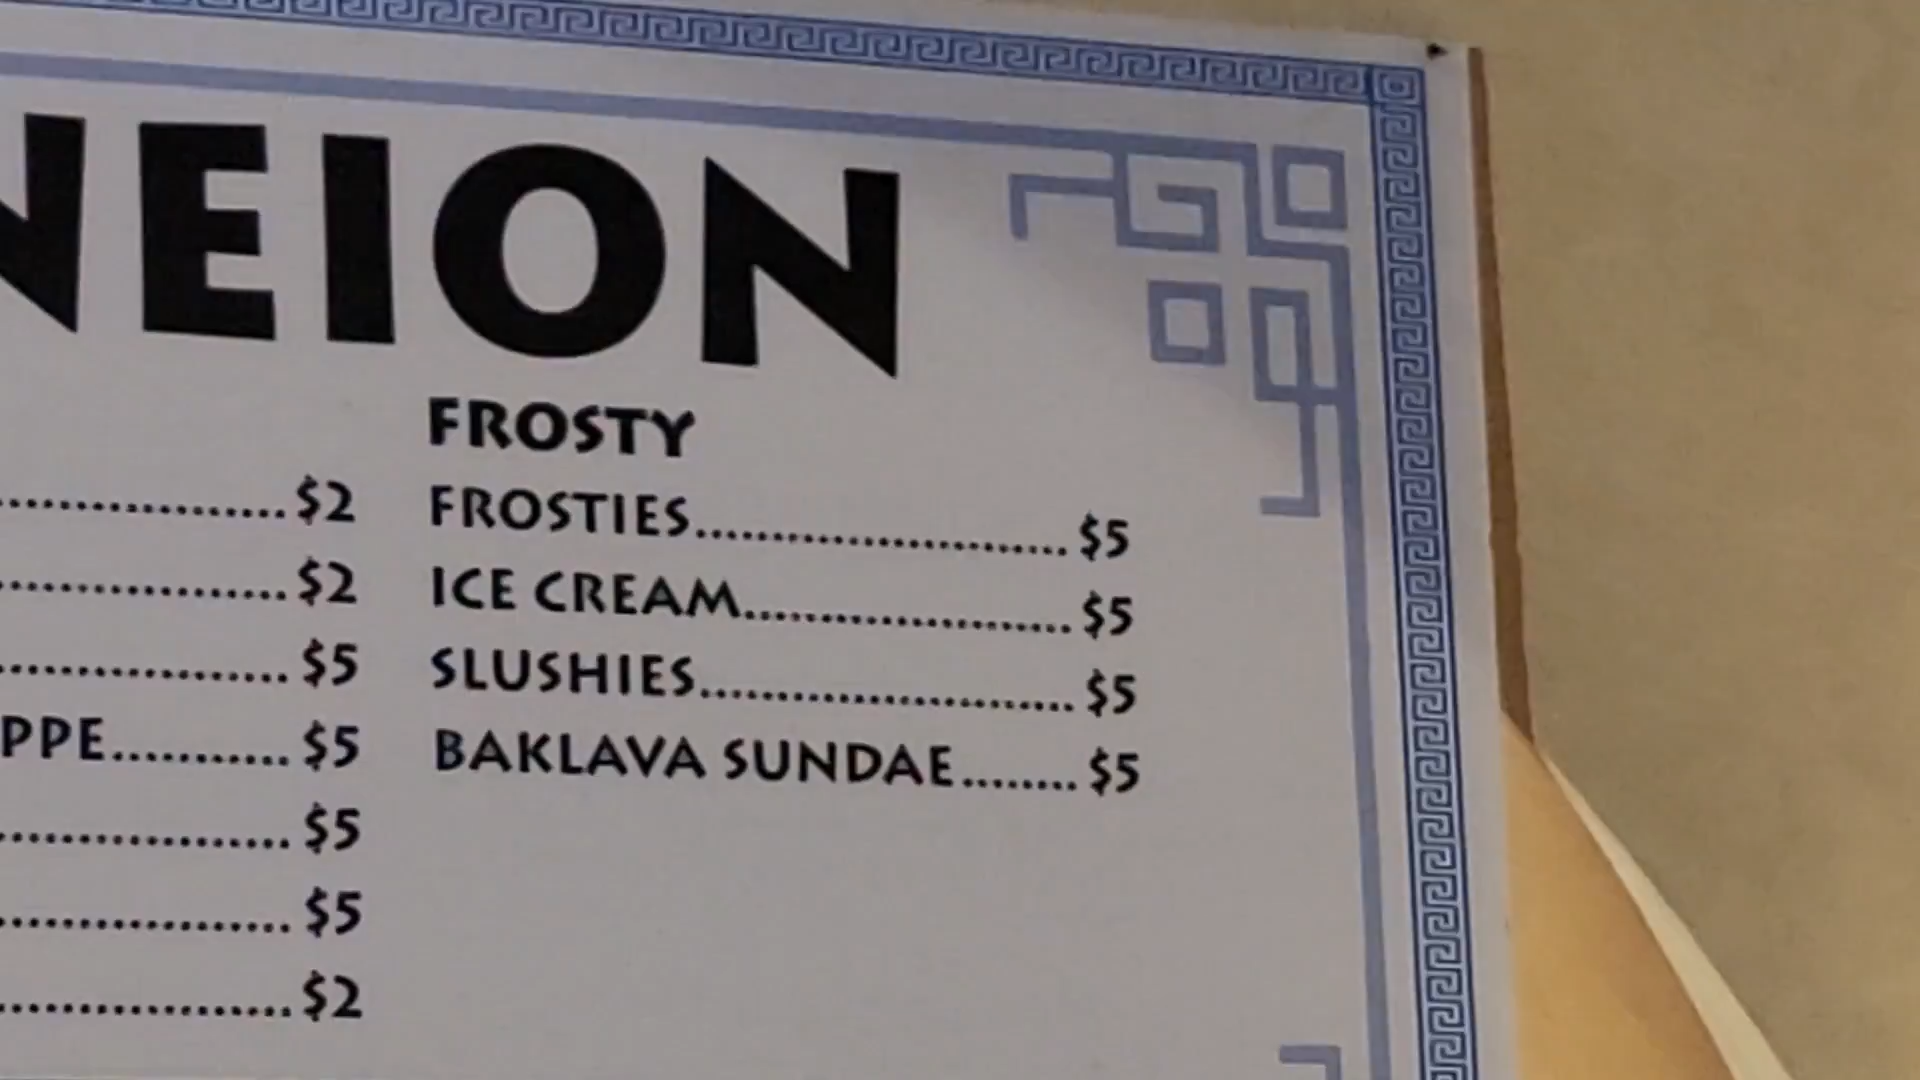 NEION
FROSTY
$2
$2
$5
PPE...........$5
$5
$5
$2
FROSTIES........................$5
ICE CREAM.....................$5
SLUSHIES........................$5
BAKLAVA SUNDAE........$5